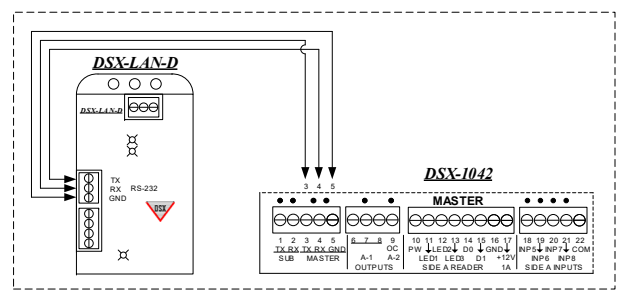 DSX-LAN-D
DSX-LAN-D
TX
RX RS-232
GND
DSX
3 4 5
DSX-1042
MASTER
1 2 3 4 5 6 7 8 9 10 11 12 13 14 15 16 17 18 19 20 21 22
TX RX TX RX GND OC PW LED2 D0 GND INP5 INP7 COM
SUB MASTER A-1 A-2 LED1 LED3 D1 +12V INP6 INP8
OUTPUTS SIDE A READER 1A SIDE A INPUTS